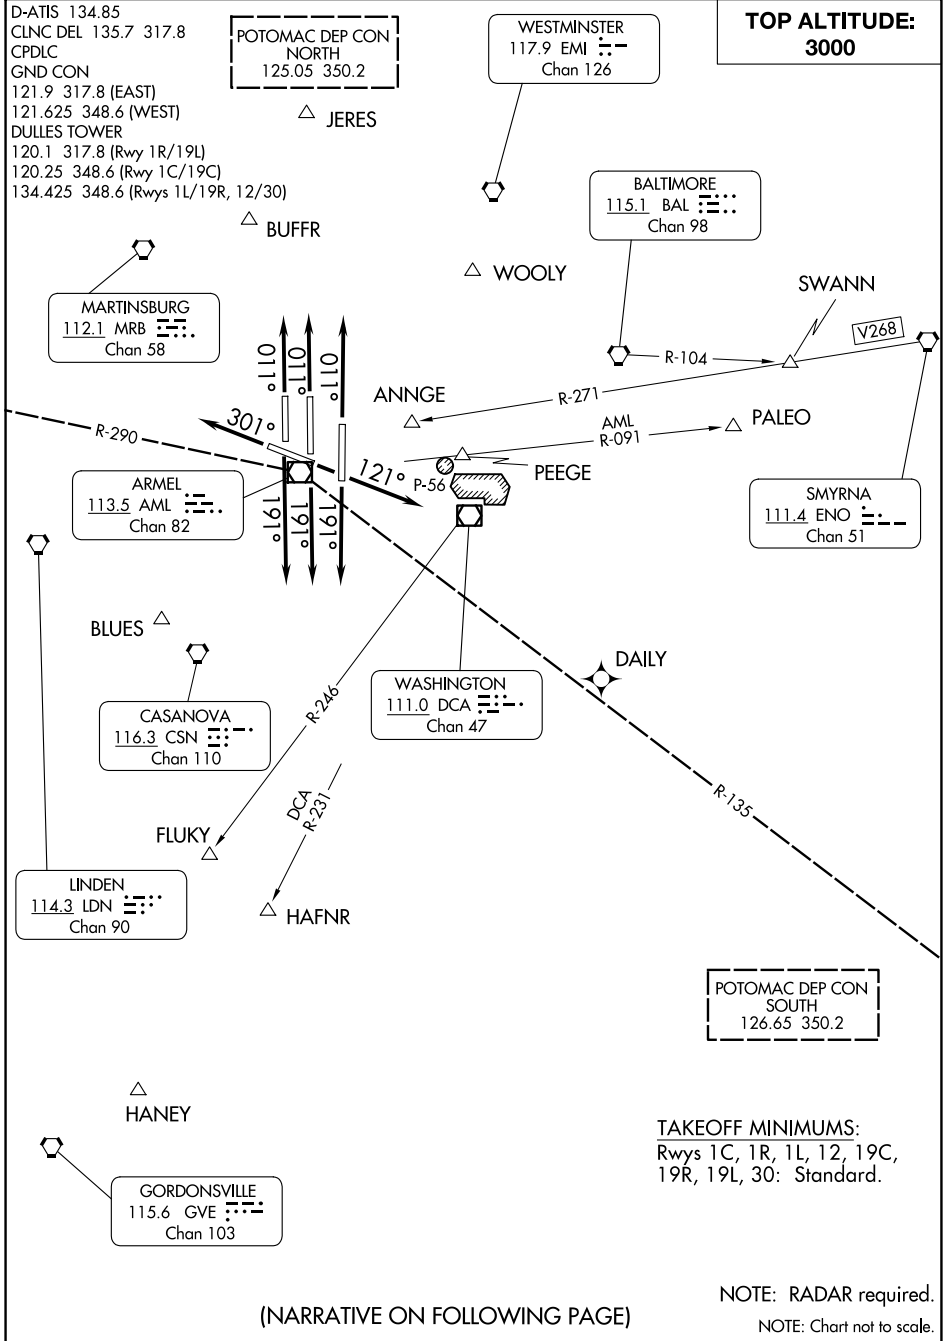 D-ATIS 134.85
CLNC DEL 135.7 317.8
CPDLC
GND CON
121.9 317.8 (EAST)
121.625 348.6 (WEST)
DULLES TOWER
120.1 317.8 (Rwy 1R/19L)
120.25 348.6 (Rwy 1C/19C)
134.425 348.6 (Rwys 1L/19R, 12/30)
POTOMAC DEP CON
NORTH
125.05 350.2
WESTMINSTER
117.9 EMI
Chan 126
TOP ALTITUDE:
3000
JERES
BUFFR
WOOLY
BALTIMORE
115.1 BAL
Chan 98
SWANN
V268
MARTINSBURG
112.1 MRB
Chan 58
011°
011°
011°
R-104
R-271
ANNGE
301°
R-290
AML
R-091
PALEO
PEEGE
P-56
121°
ARMEL
113.5 AML
Chan 82
191°
191°
191°
SMYRNA
111.4 ENO
Chan 51
BLUES
DAILY
WASHINGTON
111.0 DCA
Chan 47
R-246
CASANOVA
116.3 CSN
Chan 110
DCA
R-231
R-135
FLUKY
LINDEN
114.3 LDN
Chan 90
HAFNR
POTOMAC DEP CON
SOUTH
126.65 350.2
HANEY
TAKEOFF MINIMUMS:
Rwys 1C, 1R, 1L, 12, 19C,
19R, 19L, 30: Standard.
GORDONSVILLE
115.6 GVE
Chan 103
NOTE: RADAR required.
(NARRATIVE ON FOLLOWING PAGE)
NOTE: Chart not to scale.